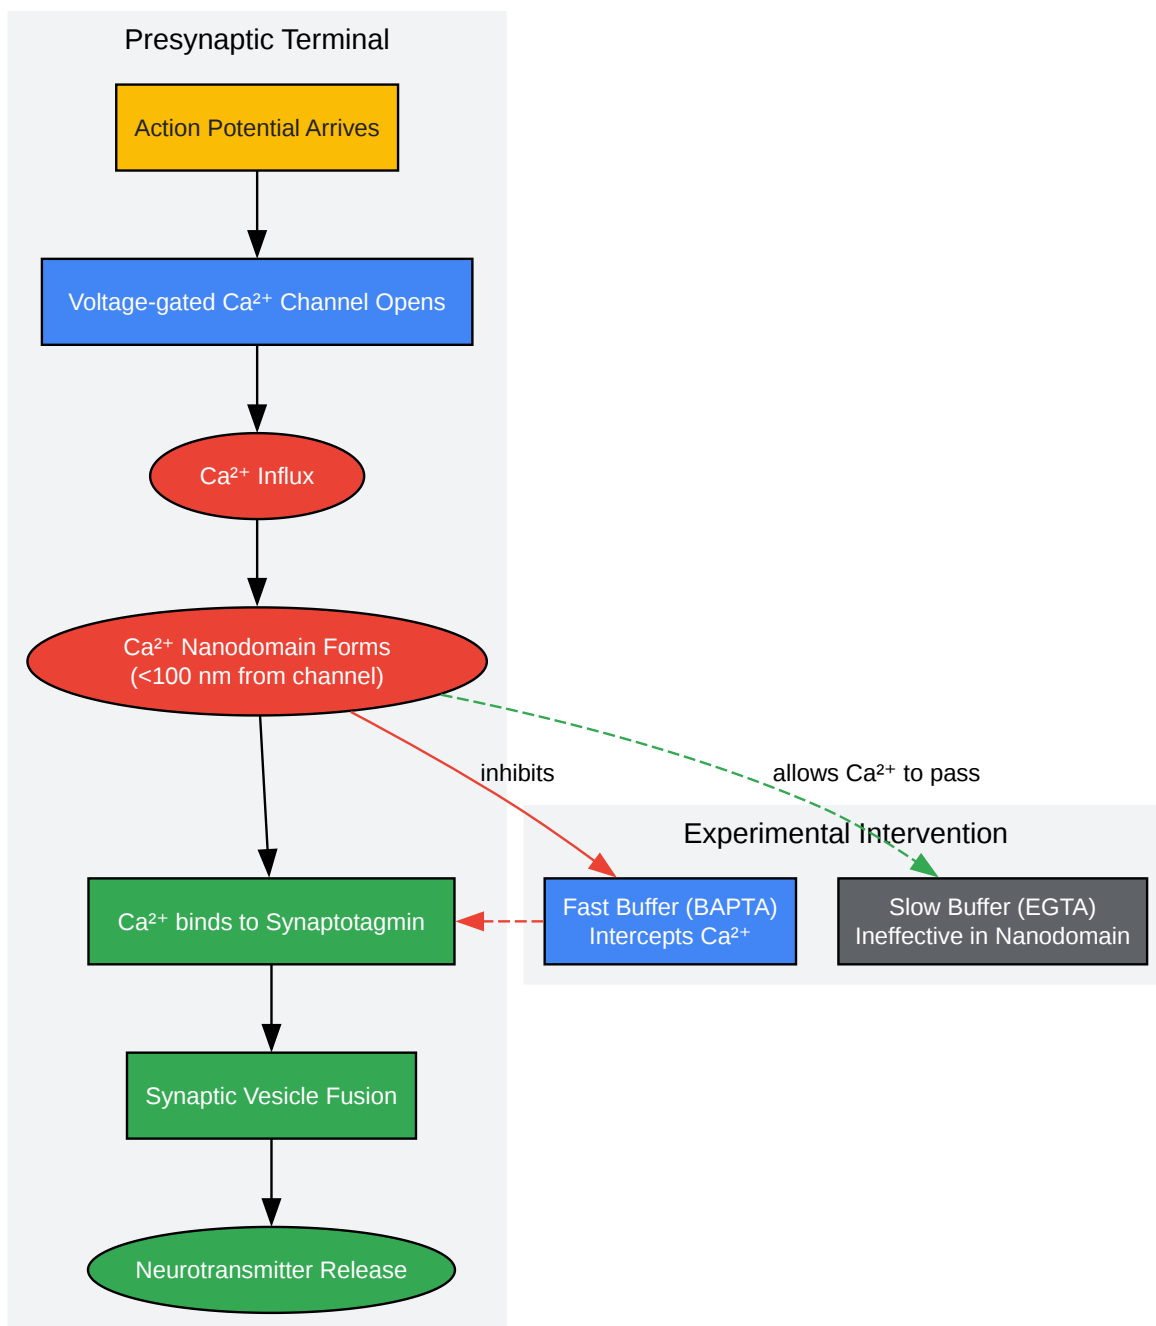 Presynaptic Terminal
Action Potential Arrives
Voltage-gated Ca²⁺ Channel Opens
Ca²⁺ Influx
Ca²⁺ Nanodomain Forms
(<100 nm from channel)
inhibits
allows Ca²⁺ to pass
Experimental Intervention
Ca²⁺ binds to Synaptotagmin
Fast Buffer (BAPTA)
Intercepts Ca²⁺
Slow Buffer (EGTA)
Ineffective in Nanodomain
Synaptic Vesicle Fusion
Neurotransmitter Release